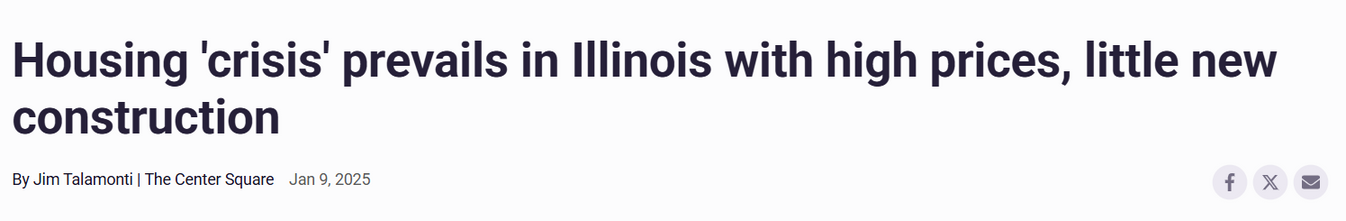 Housing 'crisis' prevails in Illinois with high prices, little new
construction
By Jim Talamonti | The Center Square Jan 9, 2025